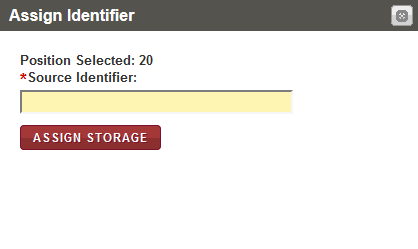 Assign Identifier
Position Selected: 20
*Source Identifier:
ASSIGN STORAGE